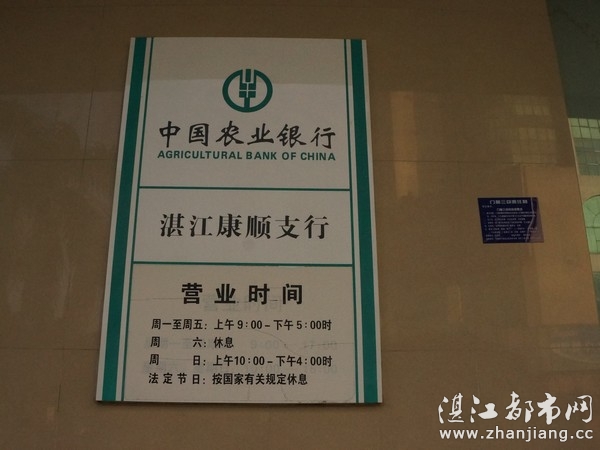 中国农业银行
AGRICULTURAL BANK OF CHINA
湛江康顺支行
营业时间
周一至周五：上午9：00－下午5：00时
周　　六：休息
周　　日：上午10：00－下午4：00时
法定节日：按国家有关规定休息
湛江都市网
www.zhanjiang.cc